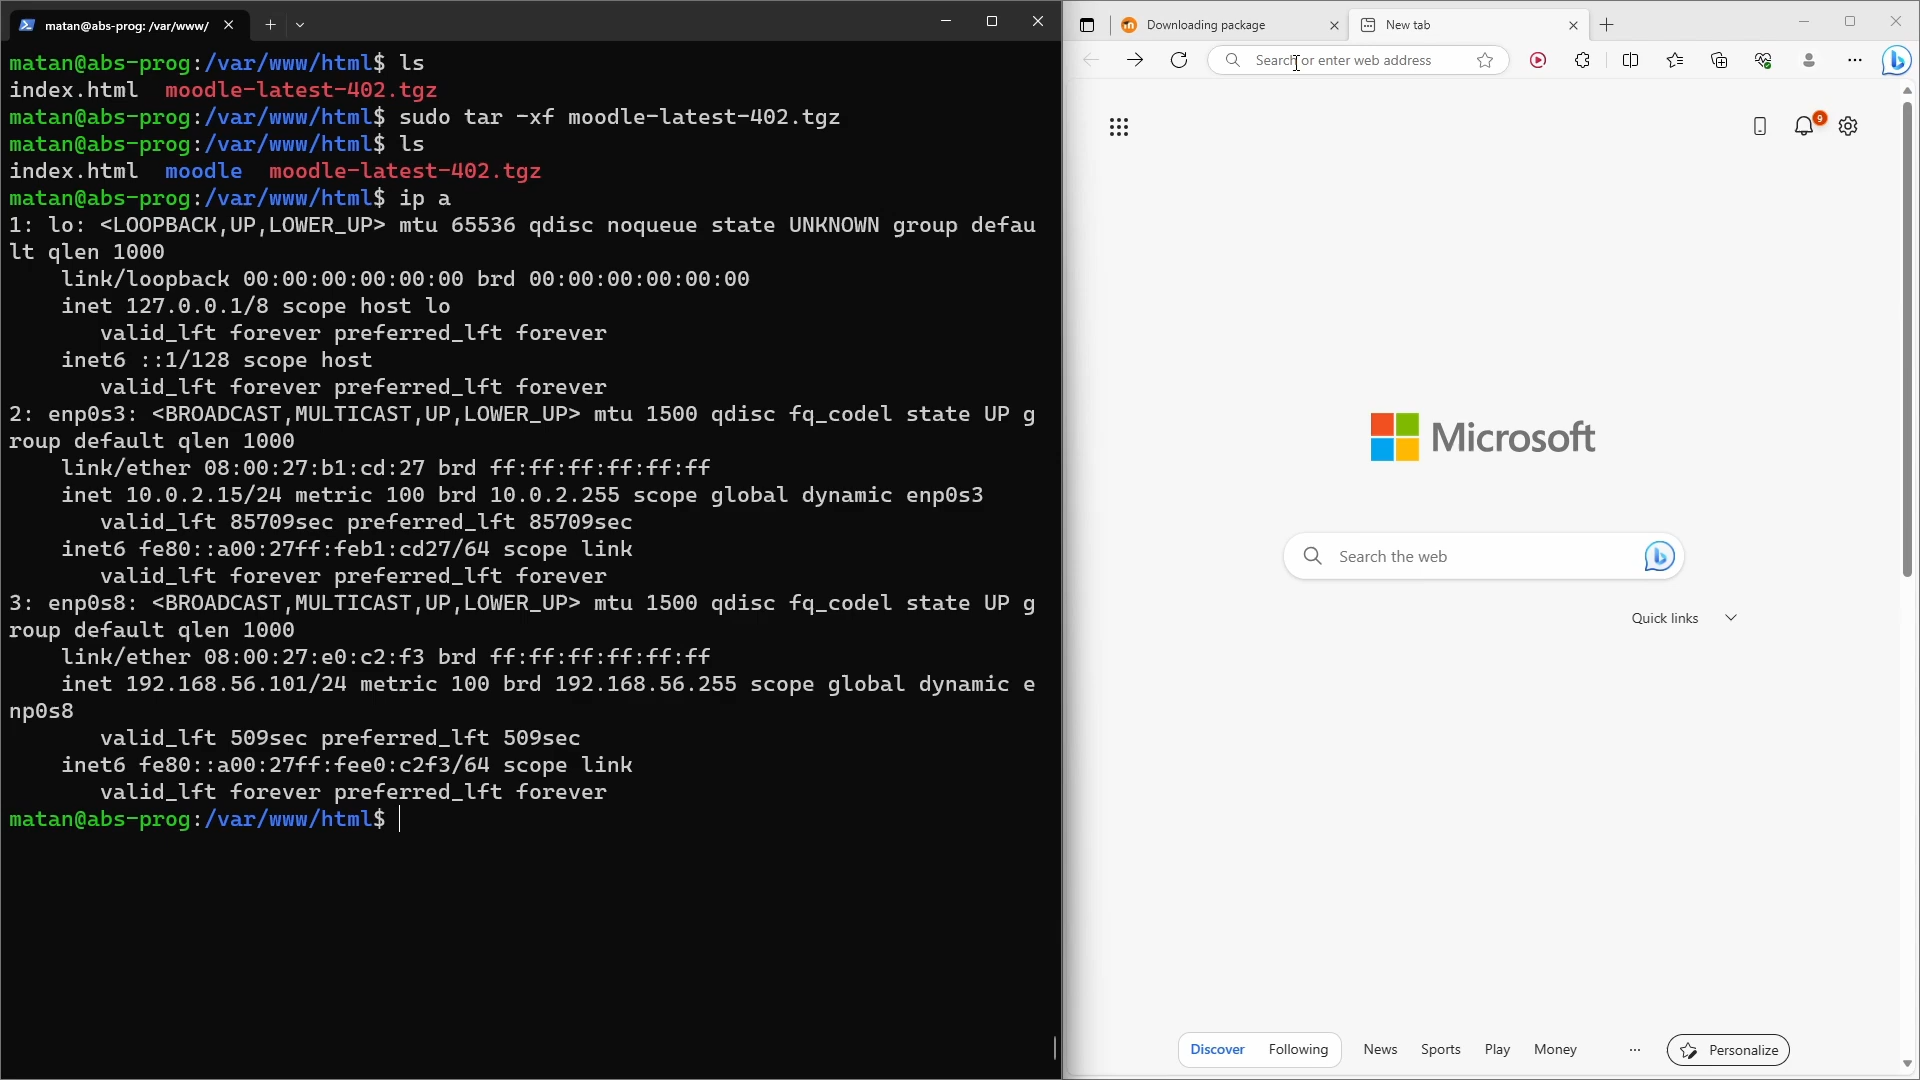 matan@abs-prog: /var/www/
matan@abs-prog:/var/www/html$ ls
index.html  moodle-latest-402.tgz
matan@abs-prog:/var/www/html$ sudo tar -xf moodle-latest-402.tgz
matan@abs-prog:/var/www/html$ ls
index.html  moodle  moodle-latest-402.tgz
matan@abs-prog:/var/www/html$ ip a
1: lo: <LOOPBACK,UP,LOWER_UP> mtu 65536 qdisc noqueue state UNKNOWN group defau
lt qlen 1000
    link/loopback 00:00:00:00:00:00 brd 00:00:00:00:00:00
    inet 127.0.0.1/8 scope host lo
       valid_lft forever preferred_lft forever
    inet6 ::1/128 scope host
       valid_lft forever preferred_lft forever
2: enp0s3: <BROADCAST,MULTICAST,UP,LOWER_UP> mtu 1500 qdisc fq_codel state UP g
roup default qlen 1000
    link/ether 08:00:27:b1:cd:27 brd ff:ff:ff:ff:ff:ff
    inet 10.0.2.15/24 metric 100 brd 10.0.2.255 scope global dynamic enp0s3
       valid_lft 85709sec preferred_lft 85709sec
    inet6 fe80::a00:27ff:feb1:cd27/64 scope link
       valid_lft forever preferred_lft forever
3: enp0s8: <BROADCAST,MULTICAST,UP,LOWER_UP> mtu 1500 qdisc fq_codel state UP g
roup default qlen 1000
    link/ether 08:00:27:e0:c2:f3 brd ff:ff:ff:ff:ff:ff
    inet 192.168.56.101/24 metric 100 brd 192.168.56.255 scope global dynamic e
np0s8
       valid_lft 509sec preferred_lft 509sec
    inet6 fe80::a00:27ff:fee0:c2f3/64 scope link
       valid_lft forever preferred_lft forever
matan@abs-prog:/var/www/html$
Downloading package
New tab
Search or enter web address
9
Microsoft
Search the web
Quick links
Discover Following News Sports Play Money ... Personalize